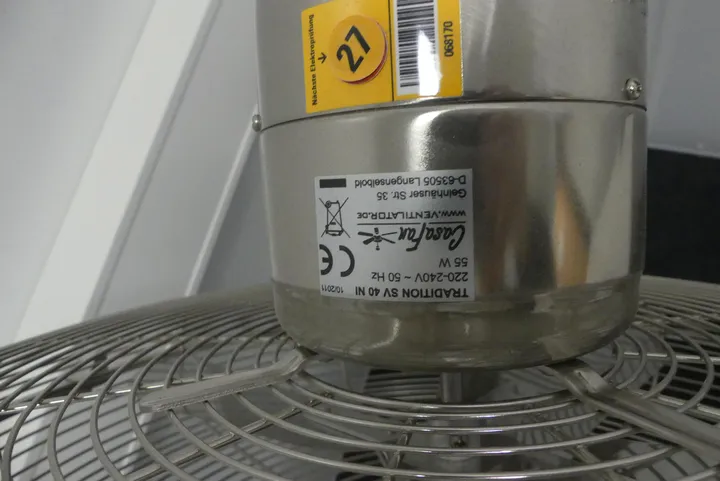 Nächste Elektroprüfung
27
068170
TRADITION SV 40 NI
10/2011
220-240V ~ 50 Hz
55 W
CE
CasaFan
WWW.VENTILATOR.DE
Gelnhäuser Str. 35
D-63505 Langenselbold